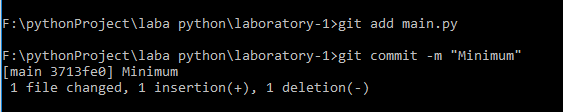 F:\pythonProject\laba python\laboratory-1>git add main.py
F:\pythonProject\laba python\laboratory-1>git commit -m "Minimum"
[main 3713fe0] Minimum
 1 file changed, 1 insertion(+), 1 deletion(-)